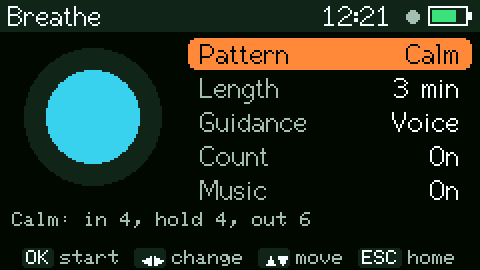 Breathe 12:21
Pattern Calm
Length 3 min
Guidance Voice
Count On
Music On
Calm: in 4, hold 4, out 6
OK start ◀▶ change ▲▼ move ESC home